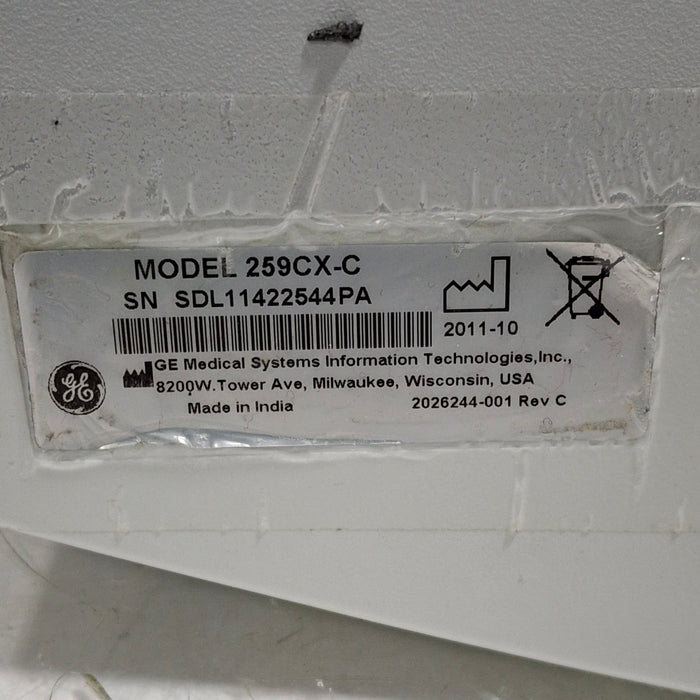 MODEL 259CX-C
SN SDL11422544PA
2011-10
GE Medical Systems Information Technologies,Inc.,
8200W.Tower Ave, Milwaukee, Wisconsin, USA
GE
Made in India
2026244-001 Rev C